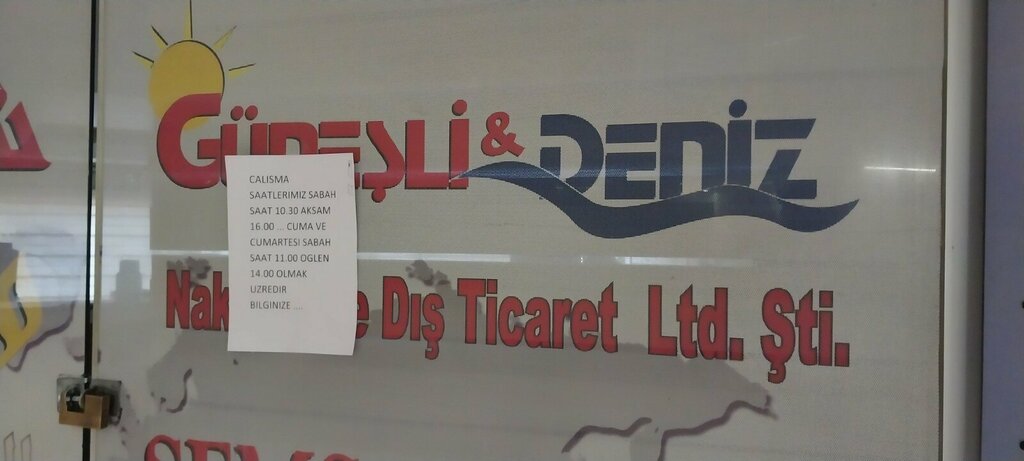 GÜNEŞLİ & DENİZ
CALISMA
SAATLERIMIZ SABAH
SAAT 10.30 AKSAM
16.00 ... CUMA VE
CUMARTESI SABAH
SAAT 11.00 OGLEN
14.00 OLMAK
UZREDIR
BILGINIZE ....
Dış Ticaret Ltd. Şti.